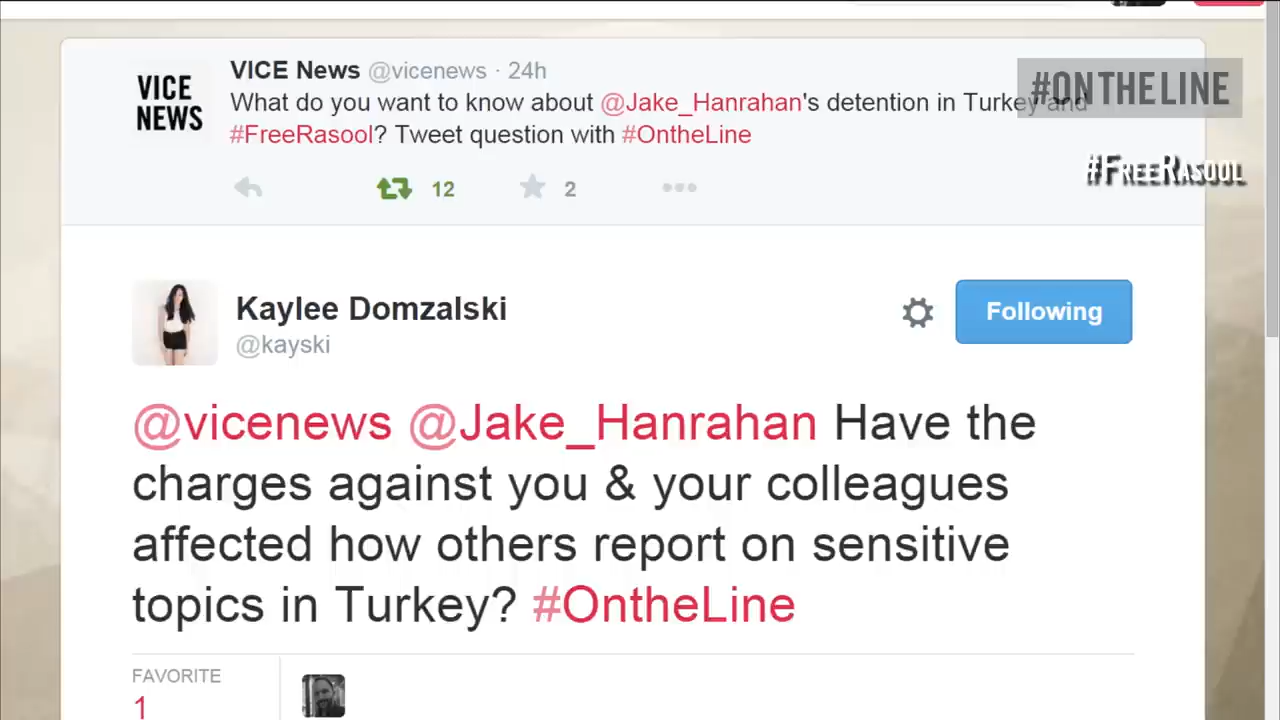 VICE News @vicenews · 24h
#ONTHELINE
VICE
NEWS
What do you want to know about @Jake_Hanrahan's detention in Turkey and
#FreeRasool? Tweet question with #OntheLine
#FREERASOOL
12
2
Kaylee Domzalski
@kayski
Following
@vicenews @Jake_Hanrahan Have the
charges against you & your colleagues
affected how others report on sensitive
topics in Turkey? #OntheLine
FAVORITE
1